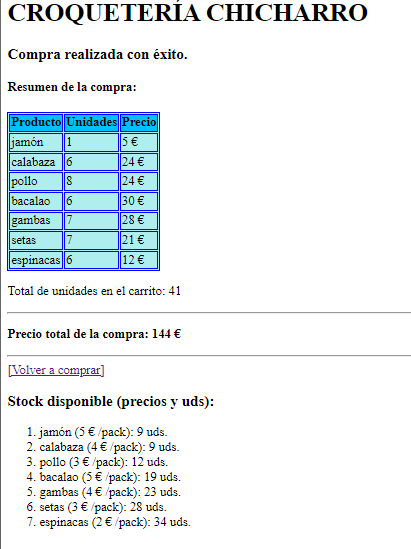 CROQUETERÍA CHICHARRO
Compra realizada con éxito.
Resumen de la compra:
Producto Unidades Precio
jamón 1 5 €
calabaza 6 24 €
pollo 8 24 €
bacalao 6 30 €
gambas 7 28 €
setas 7 21 €
espinacas 6 12 €
Total de unidades en el carrito: 41
Precio total de la compra: 144 €
[Volver a comprar]
Stock disponible (precios y uds):
1. jamón (5 € /pack): 9 uds.
2. calabaza (4 € /pack): 9 uds.
3. pollo (3 € /pack): 12 uds.
4. bacalao (5 € /pack): 19 uds.
5. gambas (4 € /pack): 23 uds.
6. setas (3 € /pack): 28 uds.
7. espinacas (2 € /pack): 34 uds.